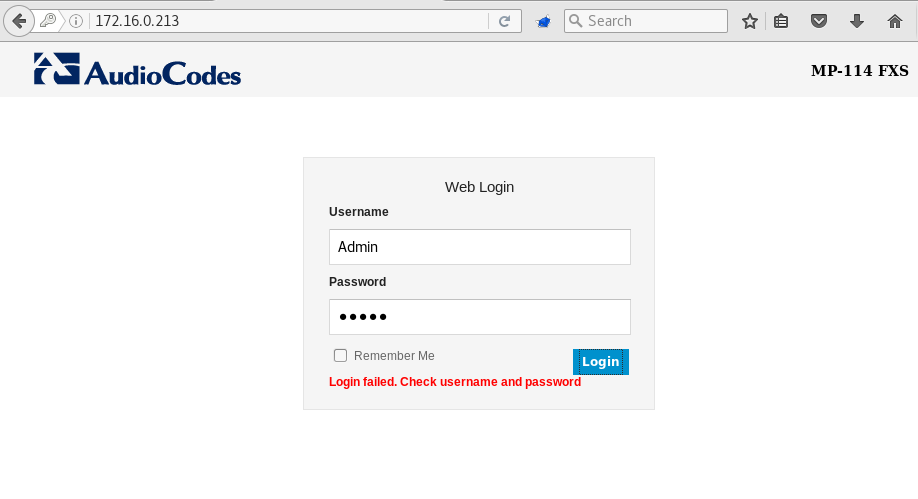 172.16.0.213
Search
AudioCodes
MP-114 FXS
Web Login
Username
Admin
Password
•••••
Remember Me
Login
Login failed. Check username and password